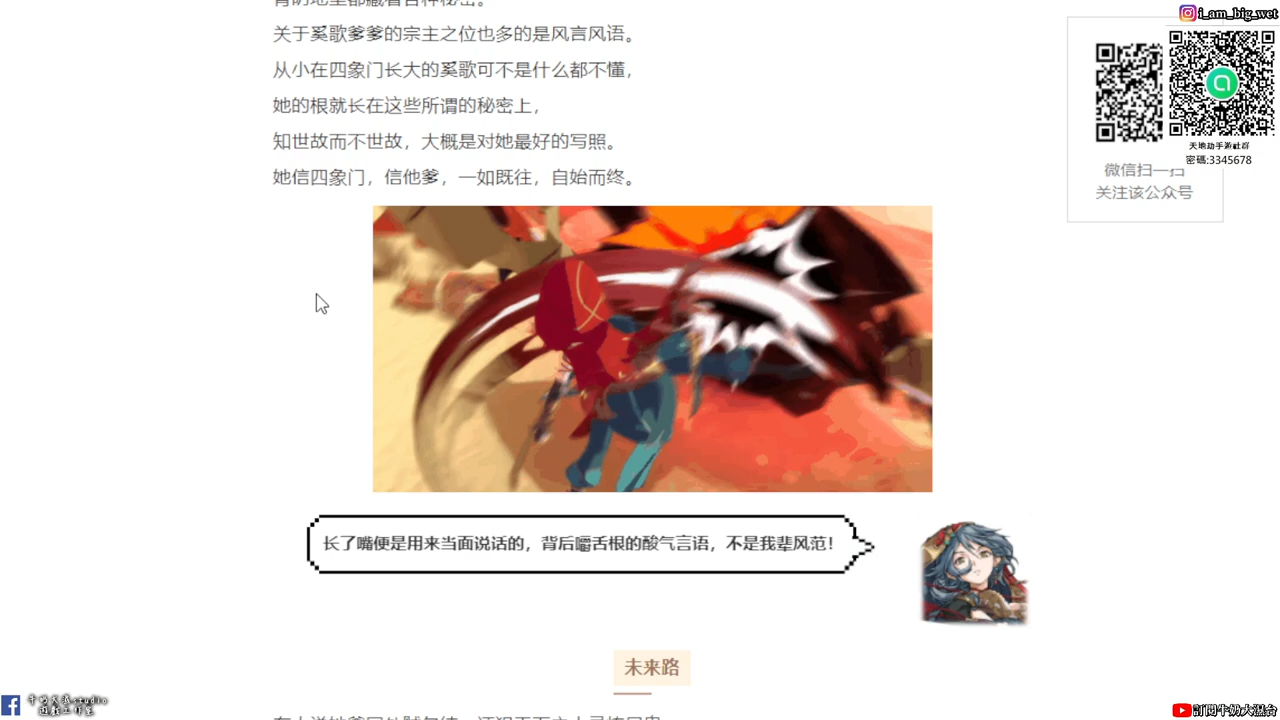 关于奚歌爹爹的宗主之位也多的是风言风语。
从小在四象门长大的奚歌可不是什么都不懂，
她的根就长在这些所谓的秘密上，
知世故而不世故，大概是对她最好的写照。
她信四象门，信他爹，一如既往，自始而终。
长了嘴便是用来当面说话的，背后嚼舌根的酸气言语，不是我辈风范！
未来路
i_am_big_wet
天地劫手游社群
密碼:3345678
微信扫一扫
关注该公众号